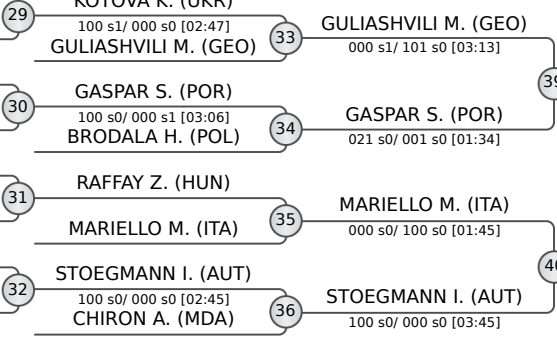 KOTOVA K. (UKR)
29
100 s1/ 000 s0 [02:47]
GULIASHVILI M. (GEO)
33
GULIASHVILI M. (GEO)
000 s1/ 101 s0 [03:13]
39
GASPAR S. (POR)
30
100 s0/ 000 s1 [03:06]
BRODALA H. (POL)
34
GASPAR S. (POR)
021 s0/ 001 s0 [01:34]
RAFFAY Z. (HUN)
31
MARIELLO M. (ITA)
35
MARIELLO M. (ITA)
000 s0/ 100 s0 [01:45]
STOEGMANN I. (AUT)
32
100 s0/ 000 s0 [02:45]
CHIRON A. (MDA)
36
STOEGMANN I. (AUT)
100 s0/ 000 s0 [03:45]